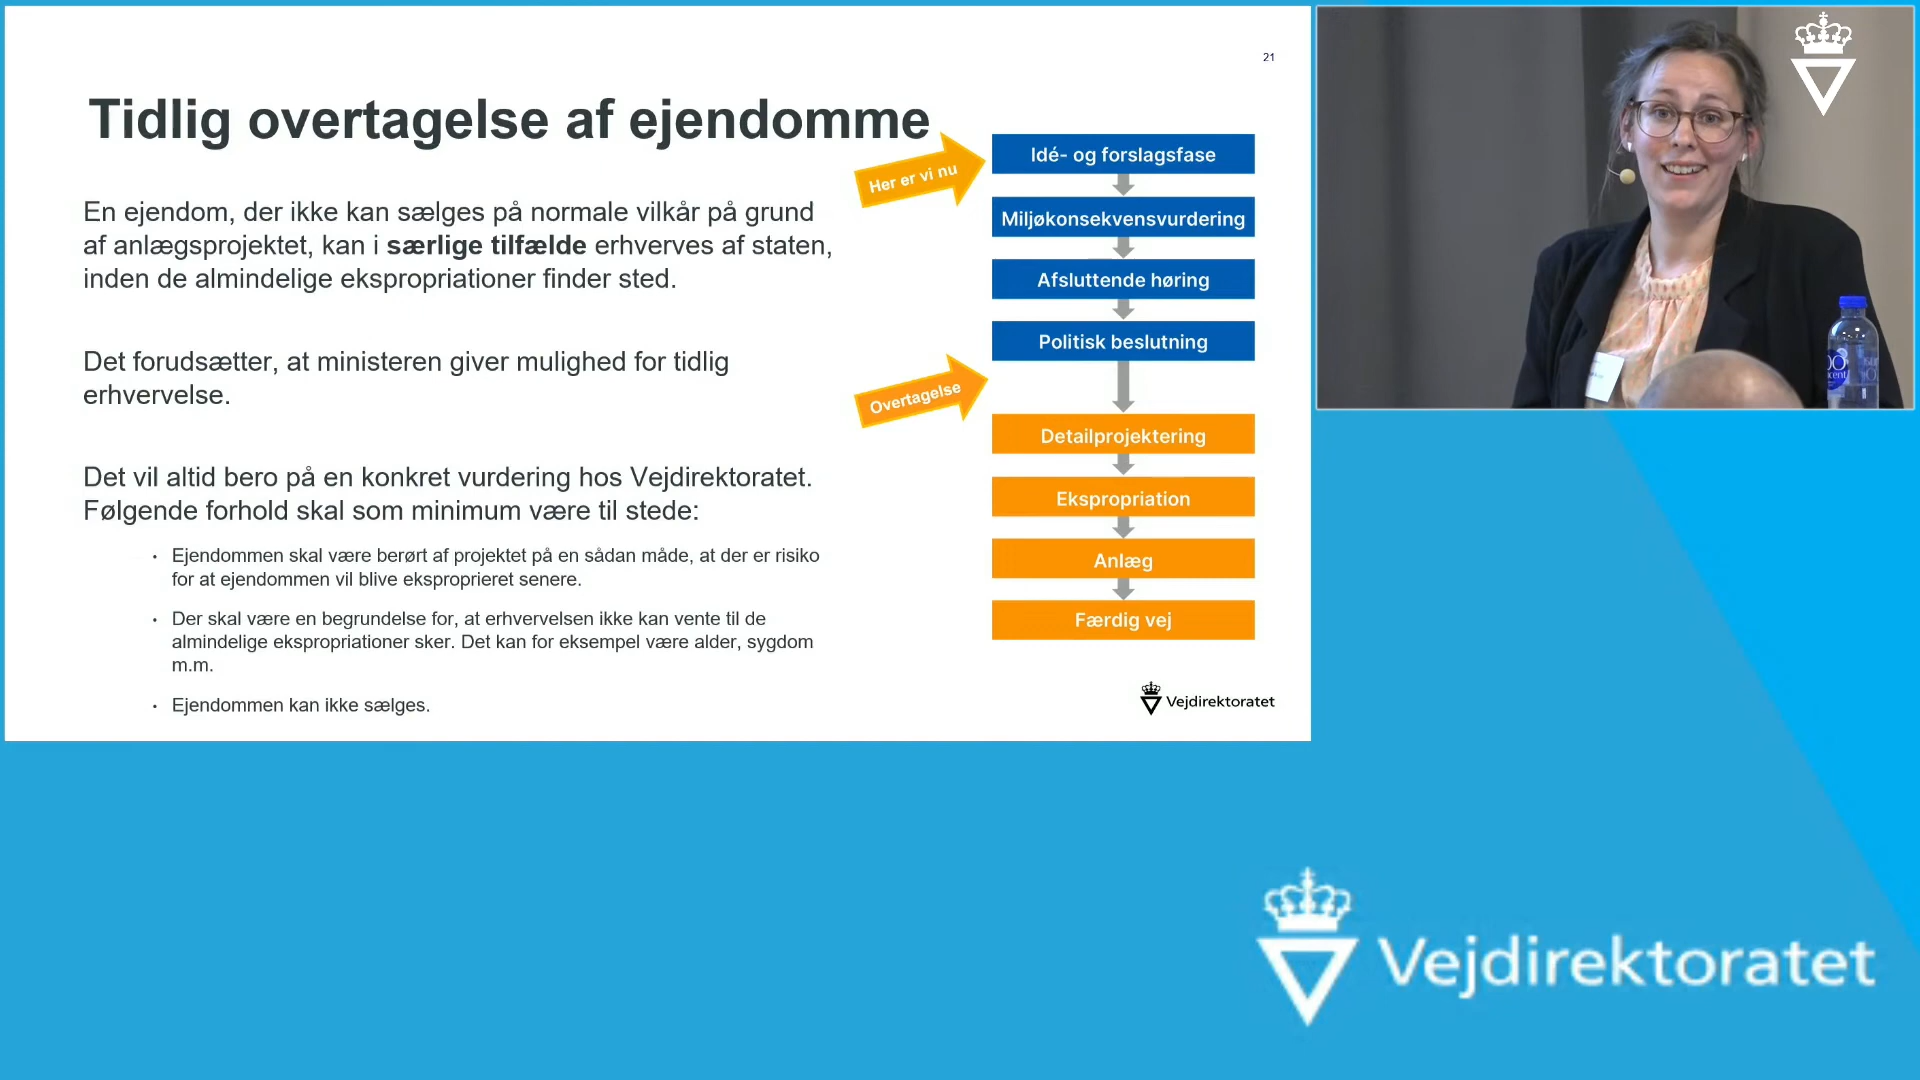 21
Tidlig overtagelse af ejendomme
En ejendom, der ikke kan sælges på normale vilkår på grund
af anlægsprojektet, kan i særlige tilfælde erhverves af staten,
inden de almindelige ekspropriationer finder sted.
Det forudsætter, at ministeren giver mulighed for tidlig
erhvervelse.
Det vil altid bero på en konkret vurdering hos Vejdirektoratet.
Følgende forhold skal som minimum være til stede:
• Ejendommen skal være berørt af projektet på en sådan måde, at der er risiko
for at ejendommen vil blive eksproprieret senere.
• Der skal være en begrundelse for, at erhvervelsen ikke kan vente til de
almindelige ekspropriationer sker. Det kan for eksempel være alder, sygdom
m.m.
• Ejendommen kan ikke sælges.
Her er vi nu
Overtagelse
Idé- og forslagsfase
Miljøkonsekvensvurdering
Afsluttende høring
Politisk beslutning
Detailprojektering
Ekspropriation
Anlæg
Færdig vej
Vejdirektoratet
Vejdirektoratet